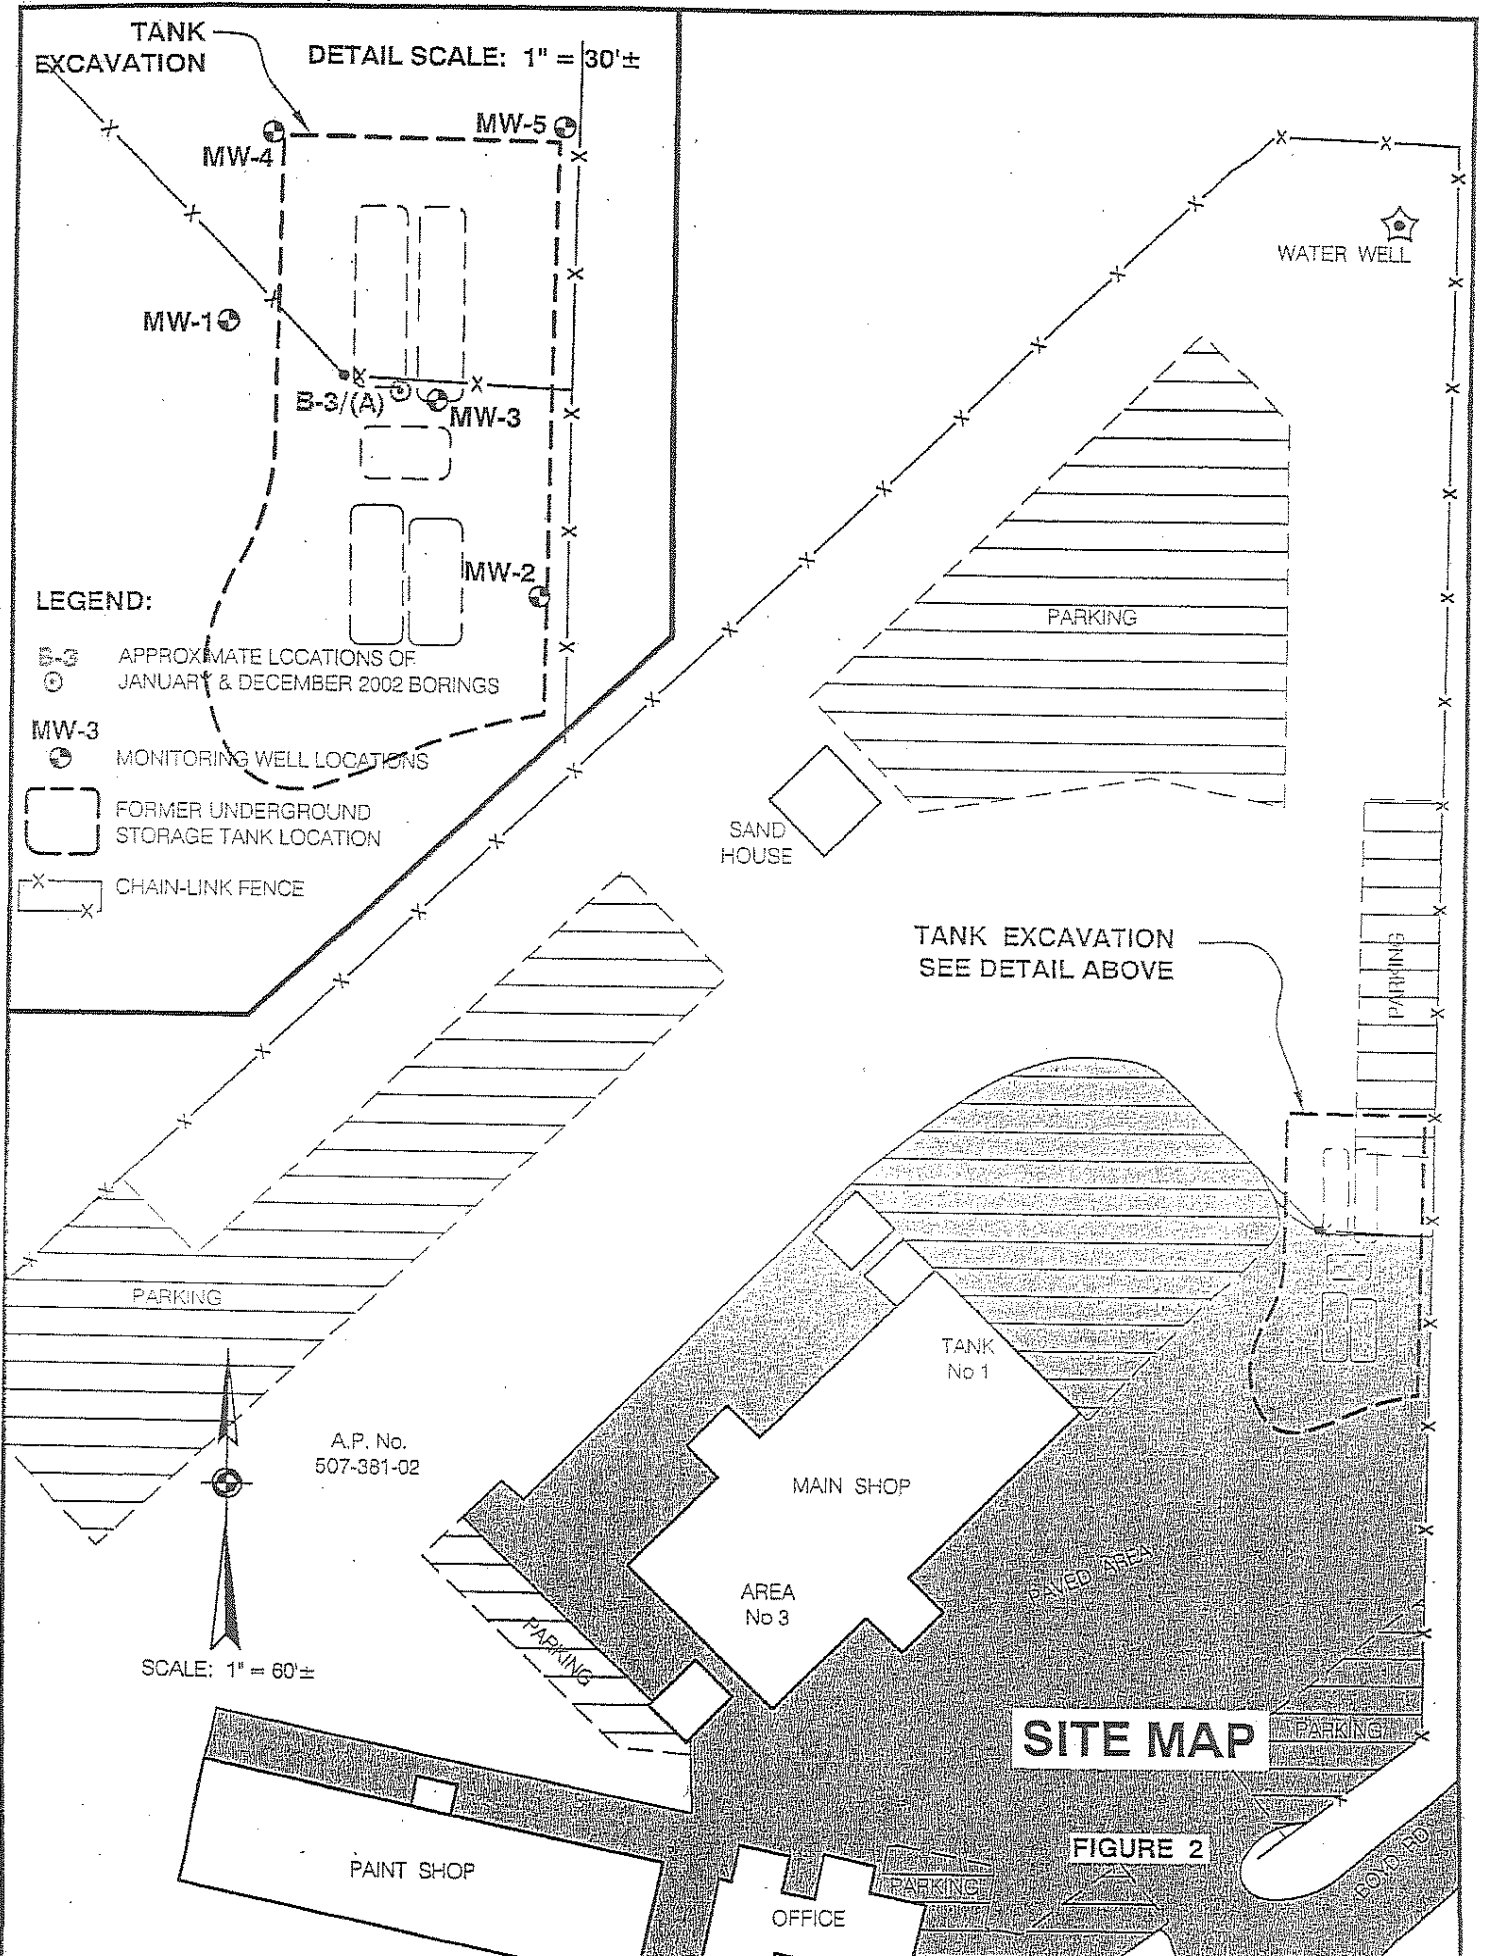 TANK
EXCAVATION
DETAIL SCALE: 1" = 30'±
MW-5
MW-4
MW-1
B-3/(A)
MW-3
MW-2
LEGEND:
B-3
APPROXIMATE LOCATIONS OF
JANUARY & DECEMBER 2002 BORINGS
MW-3
MONITORING WELL LOCATIONS
FORMER UNDERGROUND
STORAGE TANK LOCATION
CHAIN-LINK FENCE
WATER WELL
PARKING
SAND
HOUSE
TANK EXCAVATION
SEE DETAIL ABOVE
PARKING
PARKING
TANK
No 1
A.P. No.
507-381-02
MAIN SHOP
AREA
No 3
PAVED AREA
PARKING
SCALE: 1" = 60'±
SITE MAP
PARKING
FIGURE 2
BOYD RD
PAINT SHOP
PARKING
OFFICE